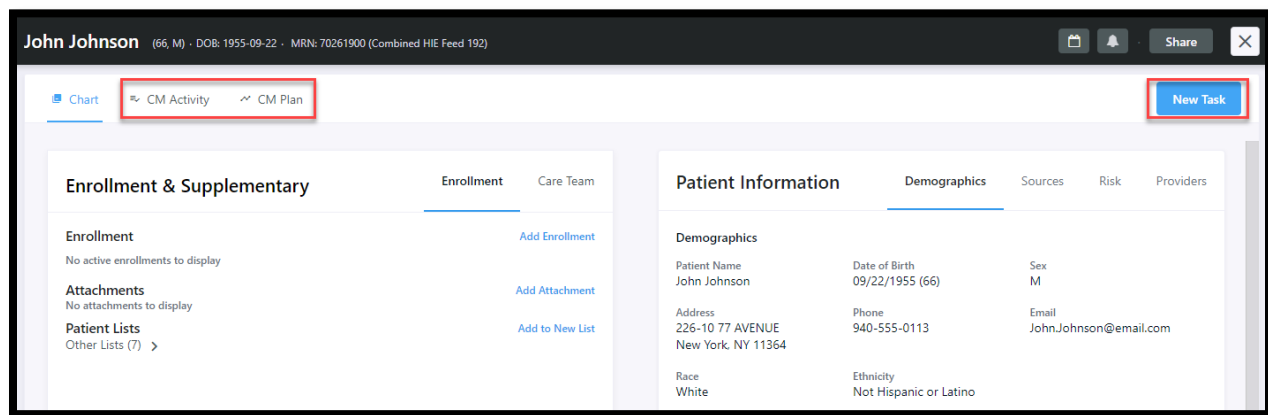 John Johnson (66, M) · DOB: 1955-09-22 · MRN: 70261900 (Combined HIE Feed 192)
Share
Chart
CM Activity
CM Plan
New Task
Enrollment & Supplementary
Enrollment
Care Team
Enrollment
Add Enrollment
No active enrollments to display
Attachments
Add Attachment
No attachments to display
Patient Lists
Add to New List
Other Lists (7)
Patient Information
Demographics
Sources
Risk
Providers
Demographics
Patient Name
Date of Birth
Sex
John Johnson
09/22/1955 (66)
M
Address
Phone
Email
226-10 77 AVENUE
940-555-0113
John.Johnson@email.com
New York, NY 11364
Race
Ethnicity
White
Not Hispanic or Latino